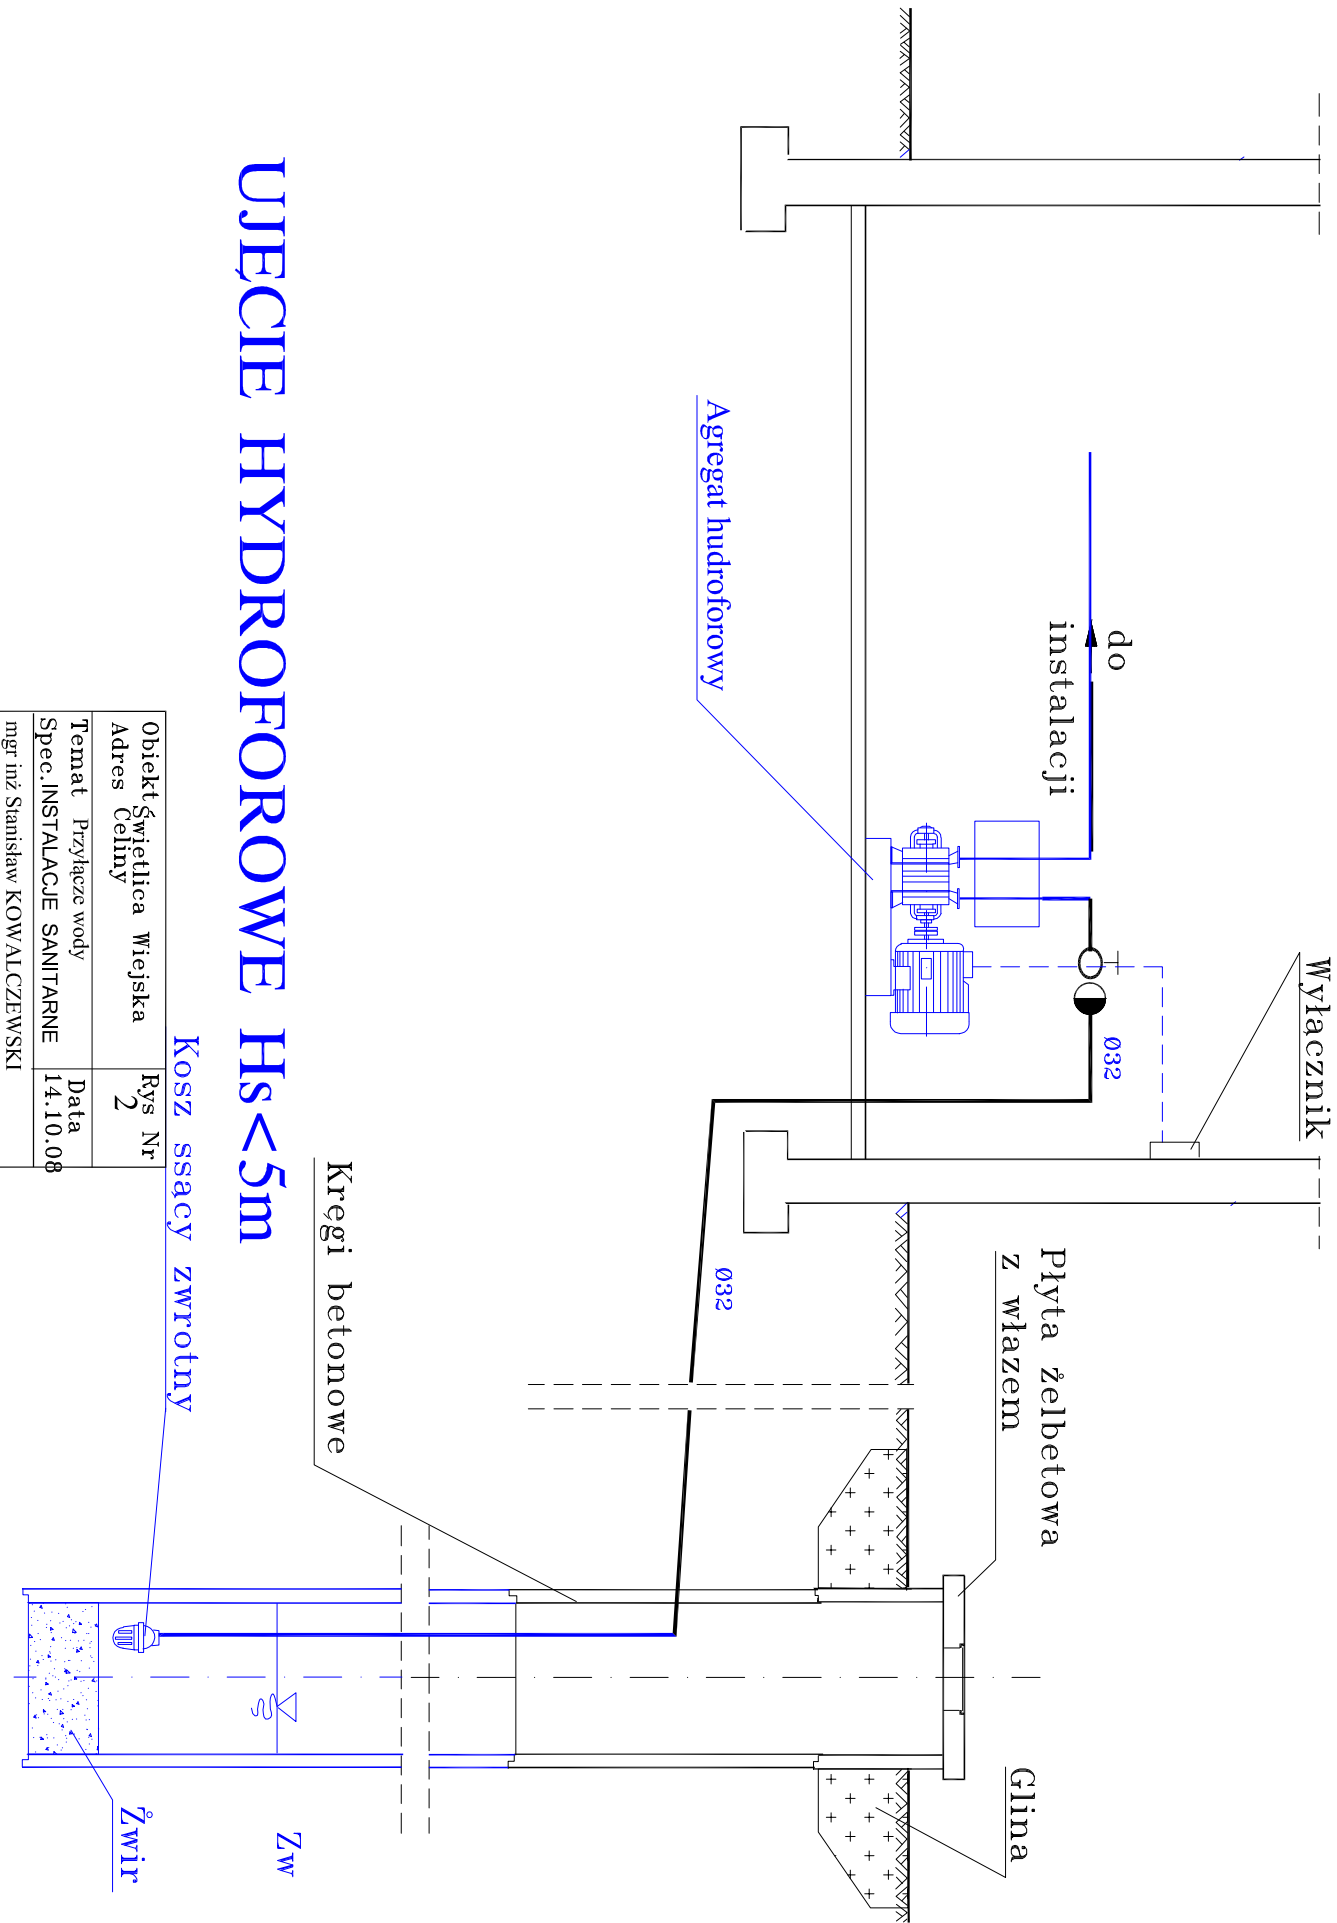 Wyłącznik
do
instalacji
Ø32
Płyta żelbetowa
z włazem
Glina
Agregat hudroforowy
Ø32
Kręgi betonowe
UJĘCIE HYDROFOROWE Hs<5m
Zw
Kosz ssący zwrotny
Żwir
Obiekt Świetlica Wiejska
Adres Celiny
Rys Nr
2
Temat Przyłącze wody
Spec.INSTALACJE SANITARNE
Data
14.10.08
mgr inż Stanisław KOWALCZEWSKI